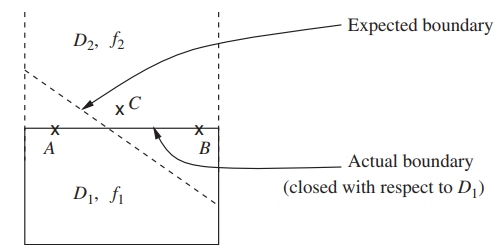 Expected boundary
D₂, f₂
C
A
B
Actual boundary
(closed with respect to D₁)
D₁, f₁